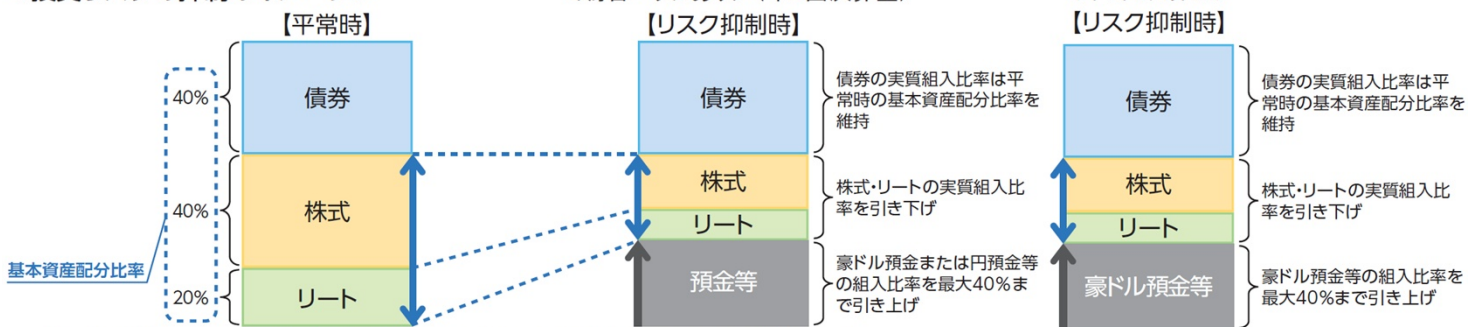 【平常時】
40%
債券
40%
株式
20%
リート
基本資産配分比率
【リスク抑制時】
債券
株式
リート
預金等
債券の実質組入比率は平
常時の基本資産配分比率を
維持
株式・リートの実質組入比
率を引き下げ
豪ドル預金または円預金等
の組入比率を最大40%ま
で引き上げ
【リスク抑制時】
債券
株式
リート
豪ドル預金等
債券の実質組入比率は平
常時の基本資産配分比率を
維持
株式・リートの実質組入比
率を引き下げ
豪ドル預金等の組入比率を
最大40%まで引き上げ